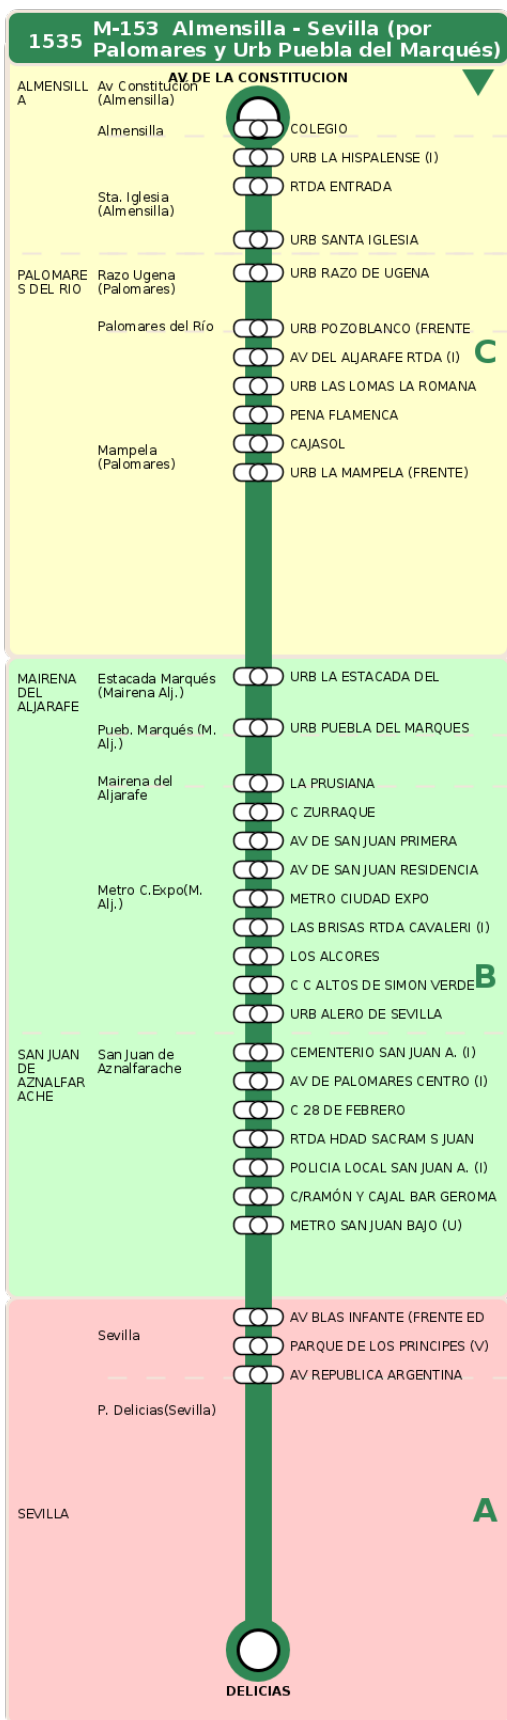 1535
M-153 Almensilla - Sevilla (por
Palomares y Urb Puebla del Marqués)
AV DE LA CONSTITUCION
ALMENSILL
A
Av Constitución
(Almensilla)
Almensilla
COLEGIO
URB LA HISPALENSE (I)
RTDA ENTRADA
Sta. Iglesia
(Almensilla)
URB SANTA IGLESIA
PALOMARE
S DEL RIO
Razo Ugena
(Palomares)
URB RAZO DE UGENA
Palomares del Río
URB POZOBLANCO (FRENTE
C
AV DEL ALJARAFE RTDA (I)
URB LAS LOMAS LA ROMANA
PENA FLAMENCA
CAJASOL
Mampela
(Palomares)
URB LA MAMPELA (FRENTE)
MAIRENA
DEL
ALJARAFE
Estacada Marqués
(Mairena Alj.)
URB LA ESTACADA DEL
Pueb. Marqués (M.
Alj.)
URB PUEBLA DEL MARQUES
Mairena del
Aljarafe
LA PRUSIANA
C ZURRAQUE
AV DE SAN JUAN PRIMERA
AV DE SAN JUAN RESIDENCIA
Metro C.Expo(M.
Alj.)
METRO CIUDAD EXPO
LAS BRISAS RTDA CAVALERI (I)
LOS ALCORES
B
C C ALTOS DE SIMON VERDE
URB ALERO DE SEVILLA
SAN JUAN
DE
AZNALFAR
ACHE
San Juan de
Aznalfarache
CEMENTERIO SAN JUAN A. (I)
AV DE PALOMARES CENTRO (I)
C 28 DE FEBRERO
RTDA HDAD SACRAM S JUAN
POLICIA LOCAL SAN JUAN A. (I)
C/RAMÓN Y CAJAL BAR GEROMA
METRO SAN JUAN BAJO (U)
AV BLAS INFANTE (FRENTE ED
Sevilla
PARQUE DE LOS PRINCIPES (V)
AV REPUBLICA ARGENTINA
P. Delicias(Sevilla)
SEVILLA
A
DELICIAS